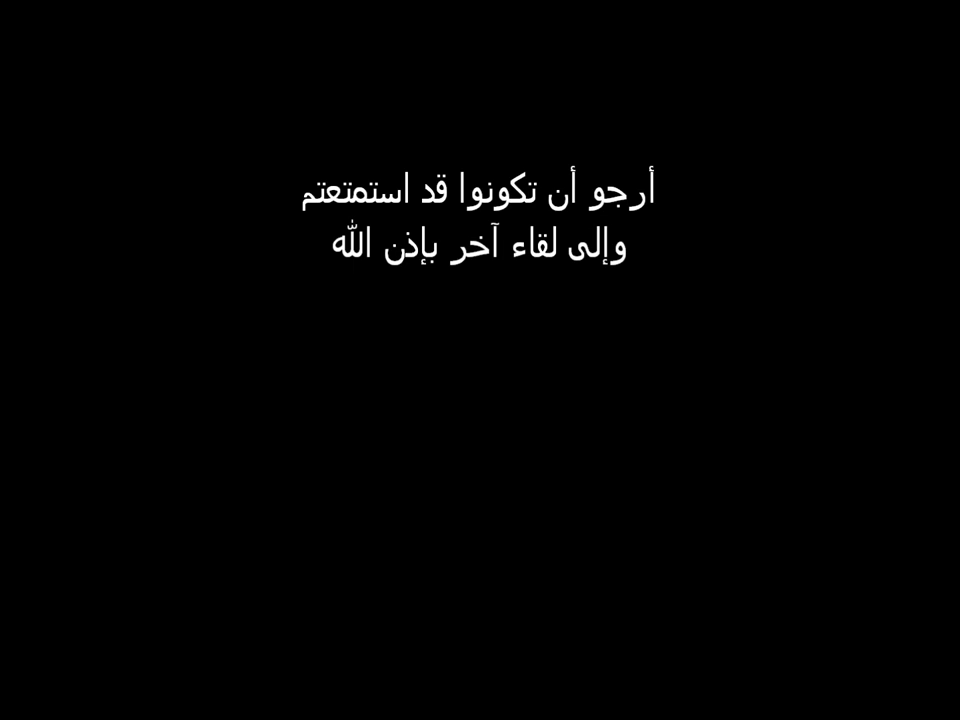 أرجو أن تكونوا قد استمتعتم
وإلى لقاء آخر بإذن الله